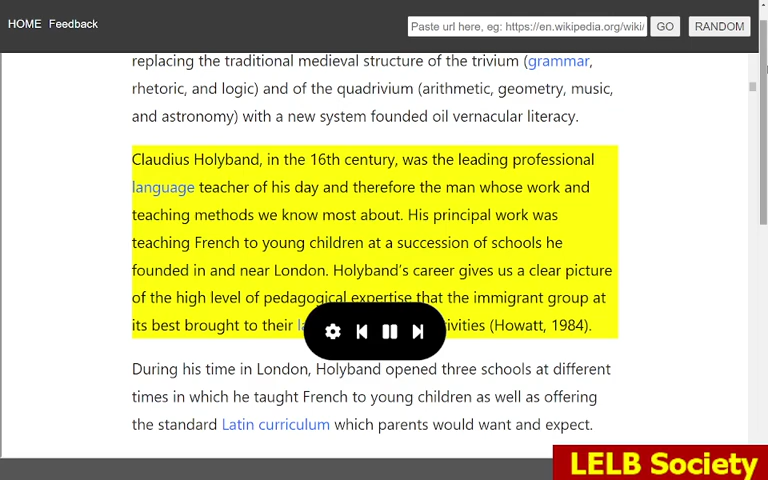 HOME Feedback
Paste url here, eg: https://en.wikipedia.org/wiki/
GO
RANDOM
replacing the traditional medieval structure of the trivium (grammar,
rhetoric, and logic) and of the quadrivium (arithmetic, geometry, music,
and astronomy) with a new system founded oil vernacular literacy.
Claudius Holyband, in the 16th century, was the leading professional
language teacher of his day and therefore the man whose work and
teaching methods we know most about. His principal work was
teaching French to young children at a succession of schools he
founded in and near London. Holyband’s career gives us a clear picture
of the high level of pedagogical expertise that the immigrant group at
its best brought to their (Howatt, 1984).
During his time in London, Holyband opened three schools at different
times in which he taught French to young children as well as offering
the standard Latin curriculum which parents would want and expect.
LELB Society